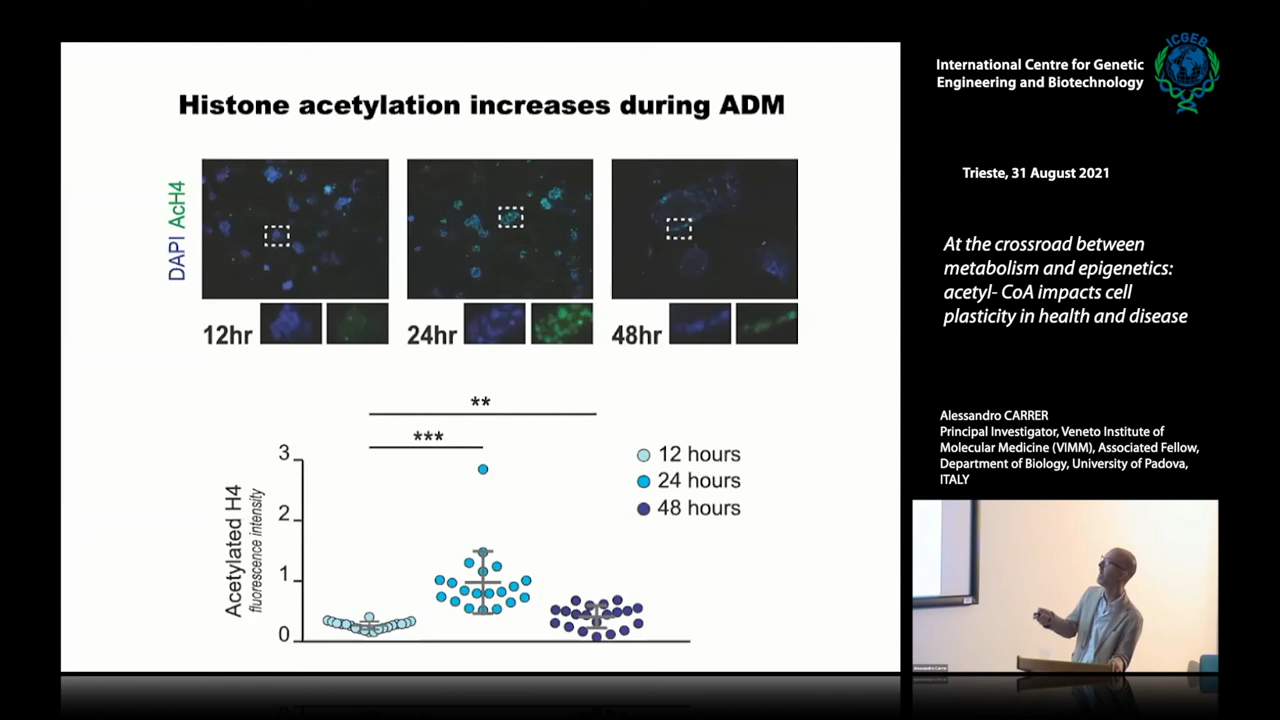 Histone acetylation increases during ADM
DAPI AcH4
12hr
24hr
48hr
**
***
3
2
1
0
Acetylated H4
fluorescence intensity
12 hours
24 hours
48 hours
International Centre for Genetic
Engineering and Biotechnology
ICGEB
Trieste, 31 August 2021
At the crossroad between
metabolism and epigenetics:
acetyl- CoA impacts cell
plasticity in health and disease
Alessandro CARRER
Principal Investigator, Veneto Institute of
Molecular Medicine (VIMM), Associated Fellow,
Department of Biology, University of Padova,
ITALY
Alessandro Carrer